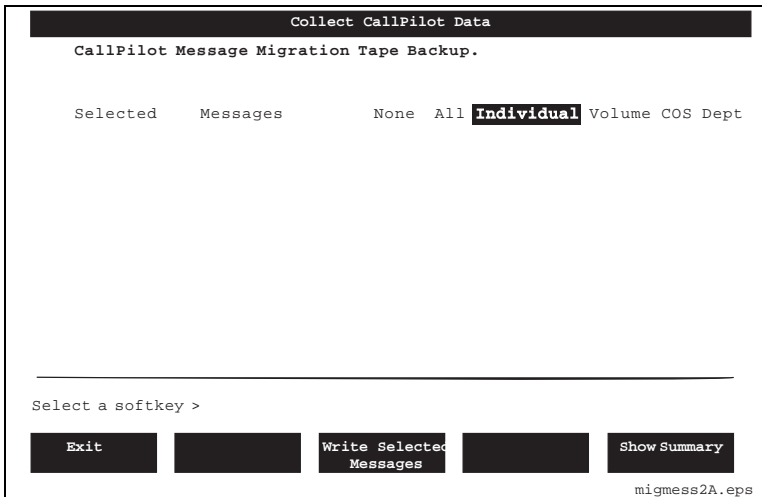 Collect CallPilot Data
CallPilot Message Migration Tape Backup.
Selected Messages None All Individual Volume COS Dept
Select a softkey >
Exit Write Selected Messages Show Summary
migmess2A.eps